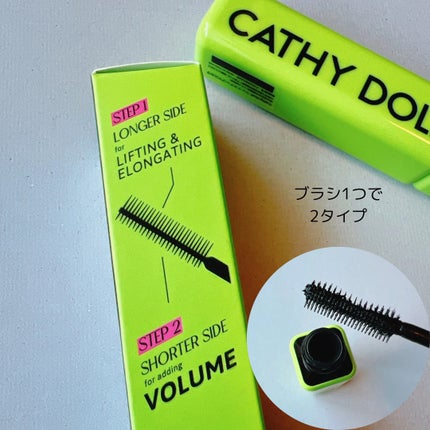 CATHY DOL
STEP 1
LONGER SIDE
for
LIFTING &
ELONGATING
ブラシ1つで
2タイプ
STEP 2
SHORTER SIDE
for adding
VOLUME